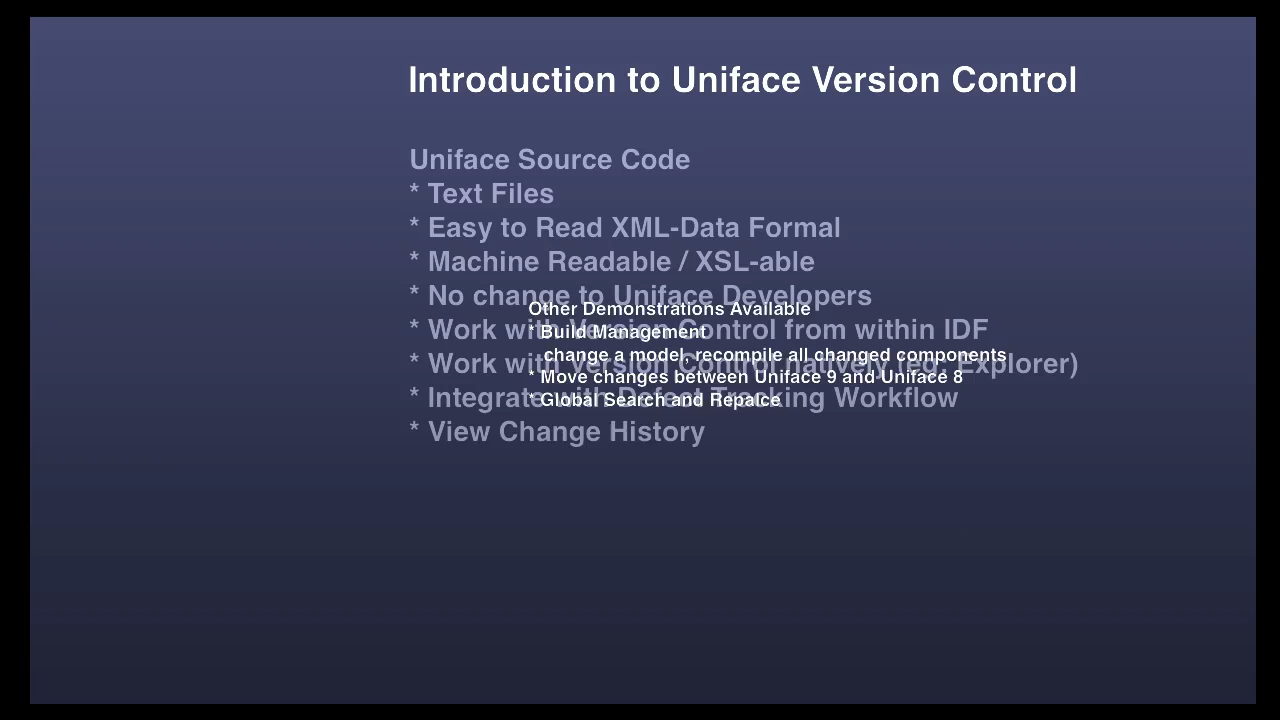 Introduction to Uniface Version Control
Uniface Source Code
* Text Files
* Easy to Read XML-Data Formal
* Machine Readable / XSL-able
* No change to Uniface Developers
* Work with Version Control from within IDF
* Work with Version Control natively (eg. Explorer)
* Integrate with Defect Tracking Workflow
* View Change History
Other Demonstrations Available
* Build Management
change a model, recompile all changed components
* Move changes between Uniface 9 and Uniface 8
* Global Search and Repalce